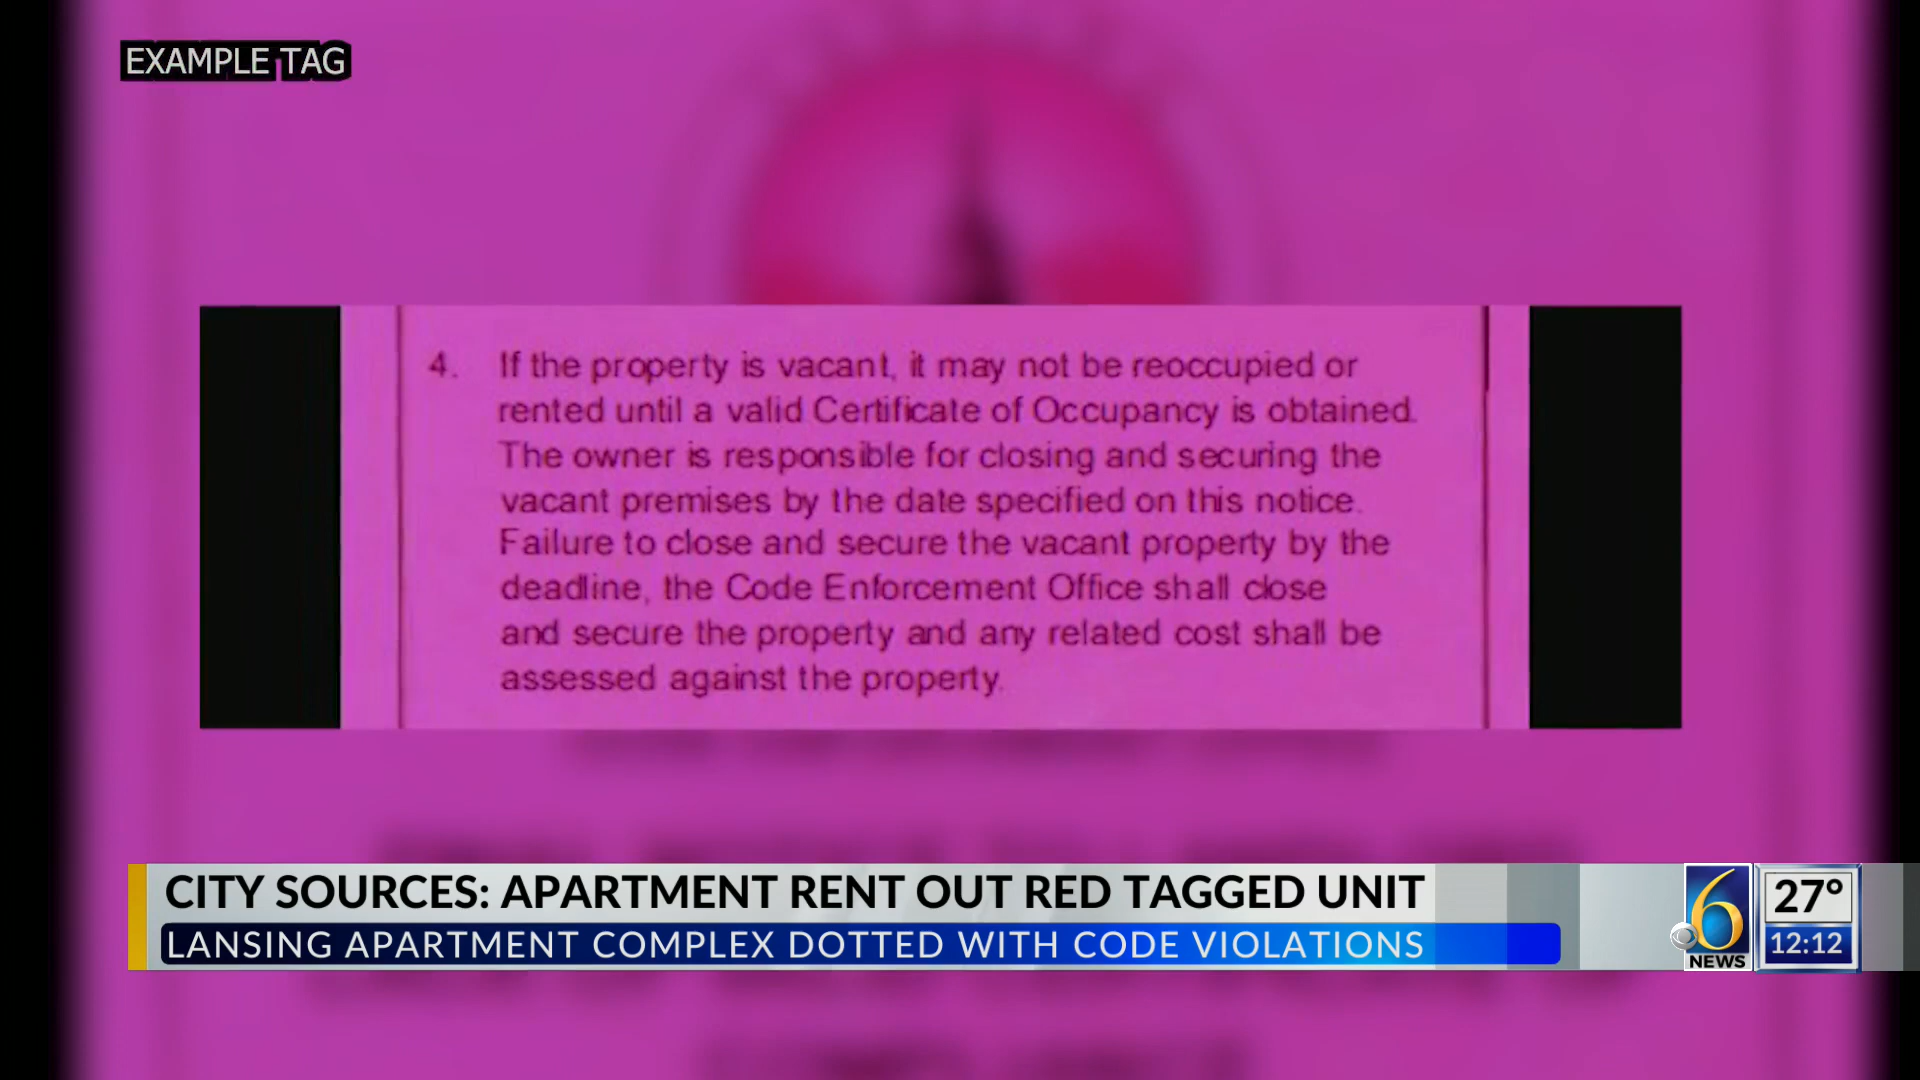 EXAMPLE TAG
4. If the property is vacant, it may not be reoccupied or
rented until a valid Certificate of Occupancy is obtained.
The owner is responsible for closing and securing the
vacant premises by the date specified on this notice.
Failure to close and secure the vacant property by the
deadline, the Code Enforcement Office shall close
and secure the property and any related cost shall be
assessed against the property.
CITY SOURCES: APARTMENT RENT OUT RED TAGGED UNIT
LANSING APARTMENT COMPLEX DOTTED WITH CODE VIOLATIONS
6
NEWS
27°
12:12